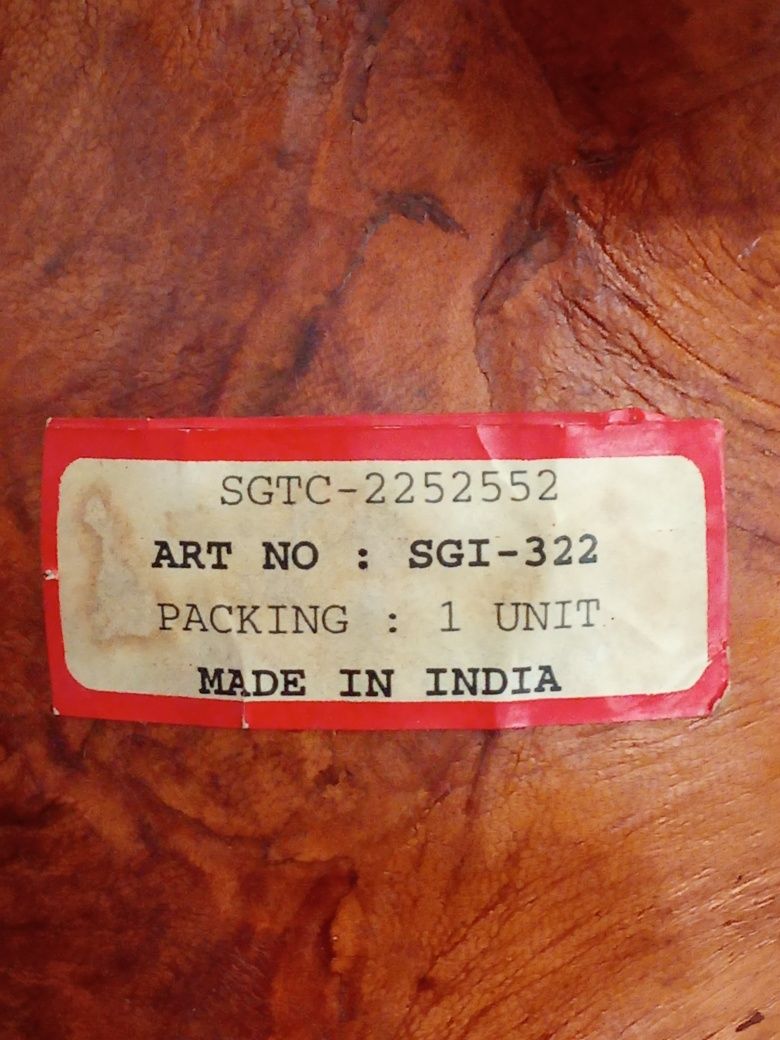 SGTC-2252552
ART NO : SGI-322
PACKING : 1 UNIT
MADE IN INDIA